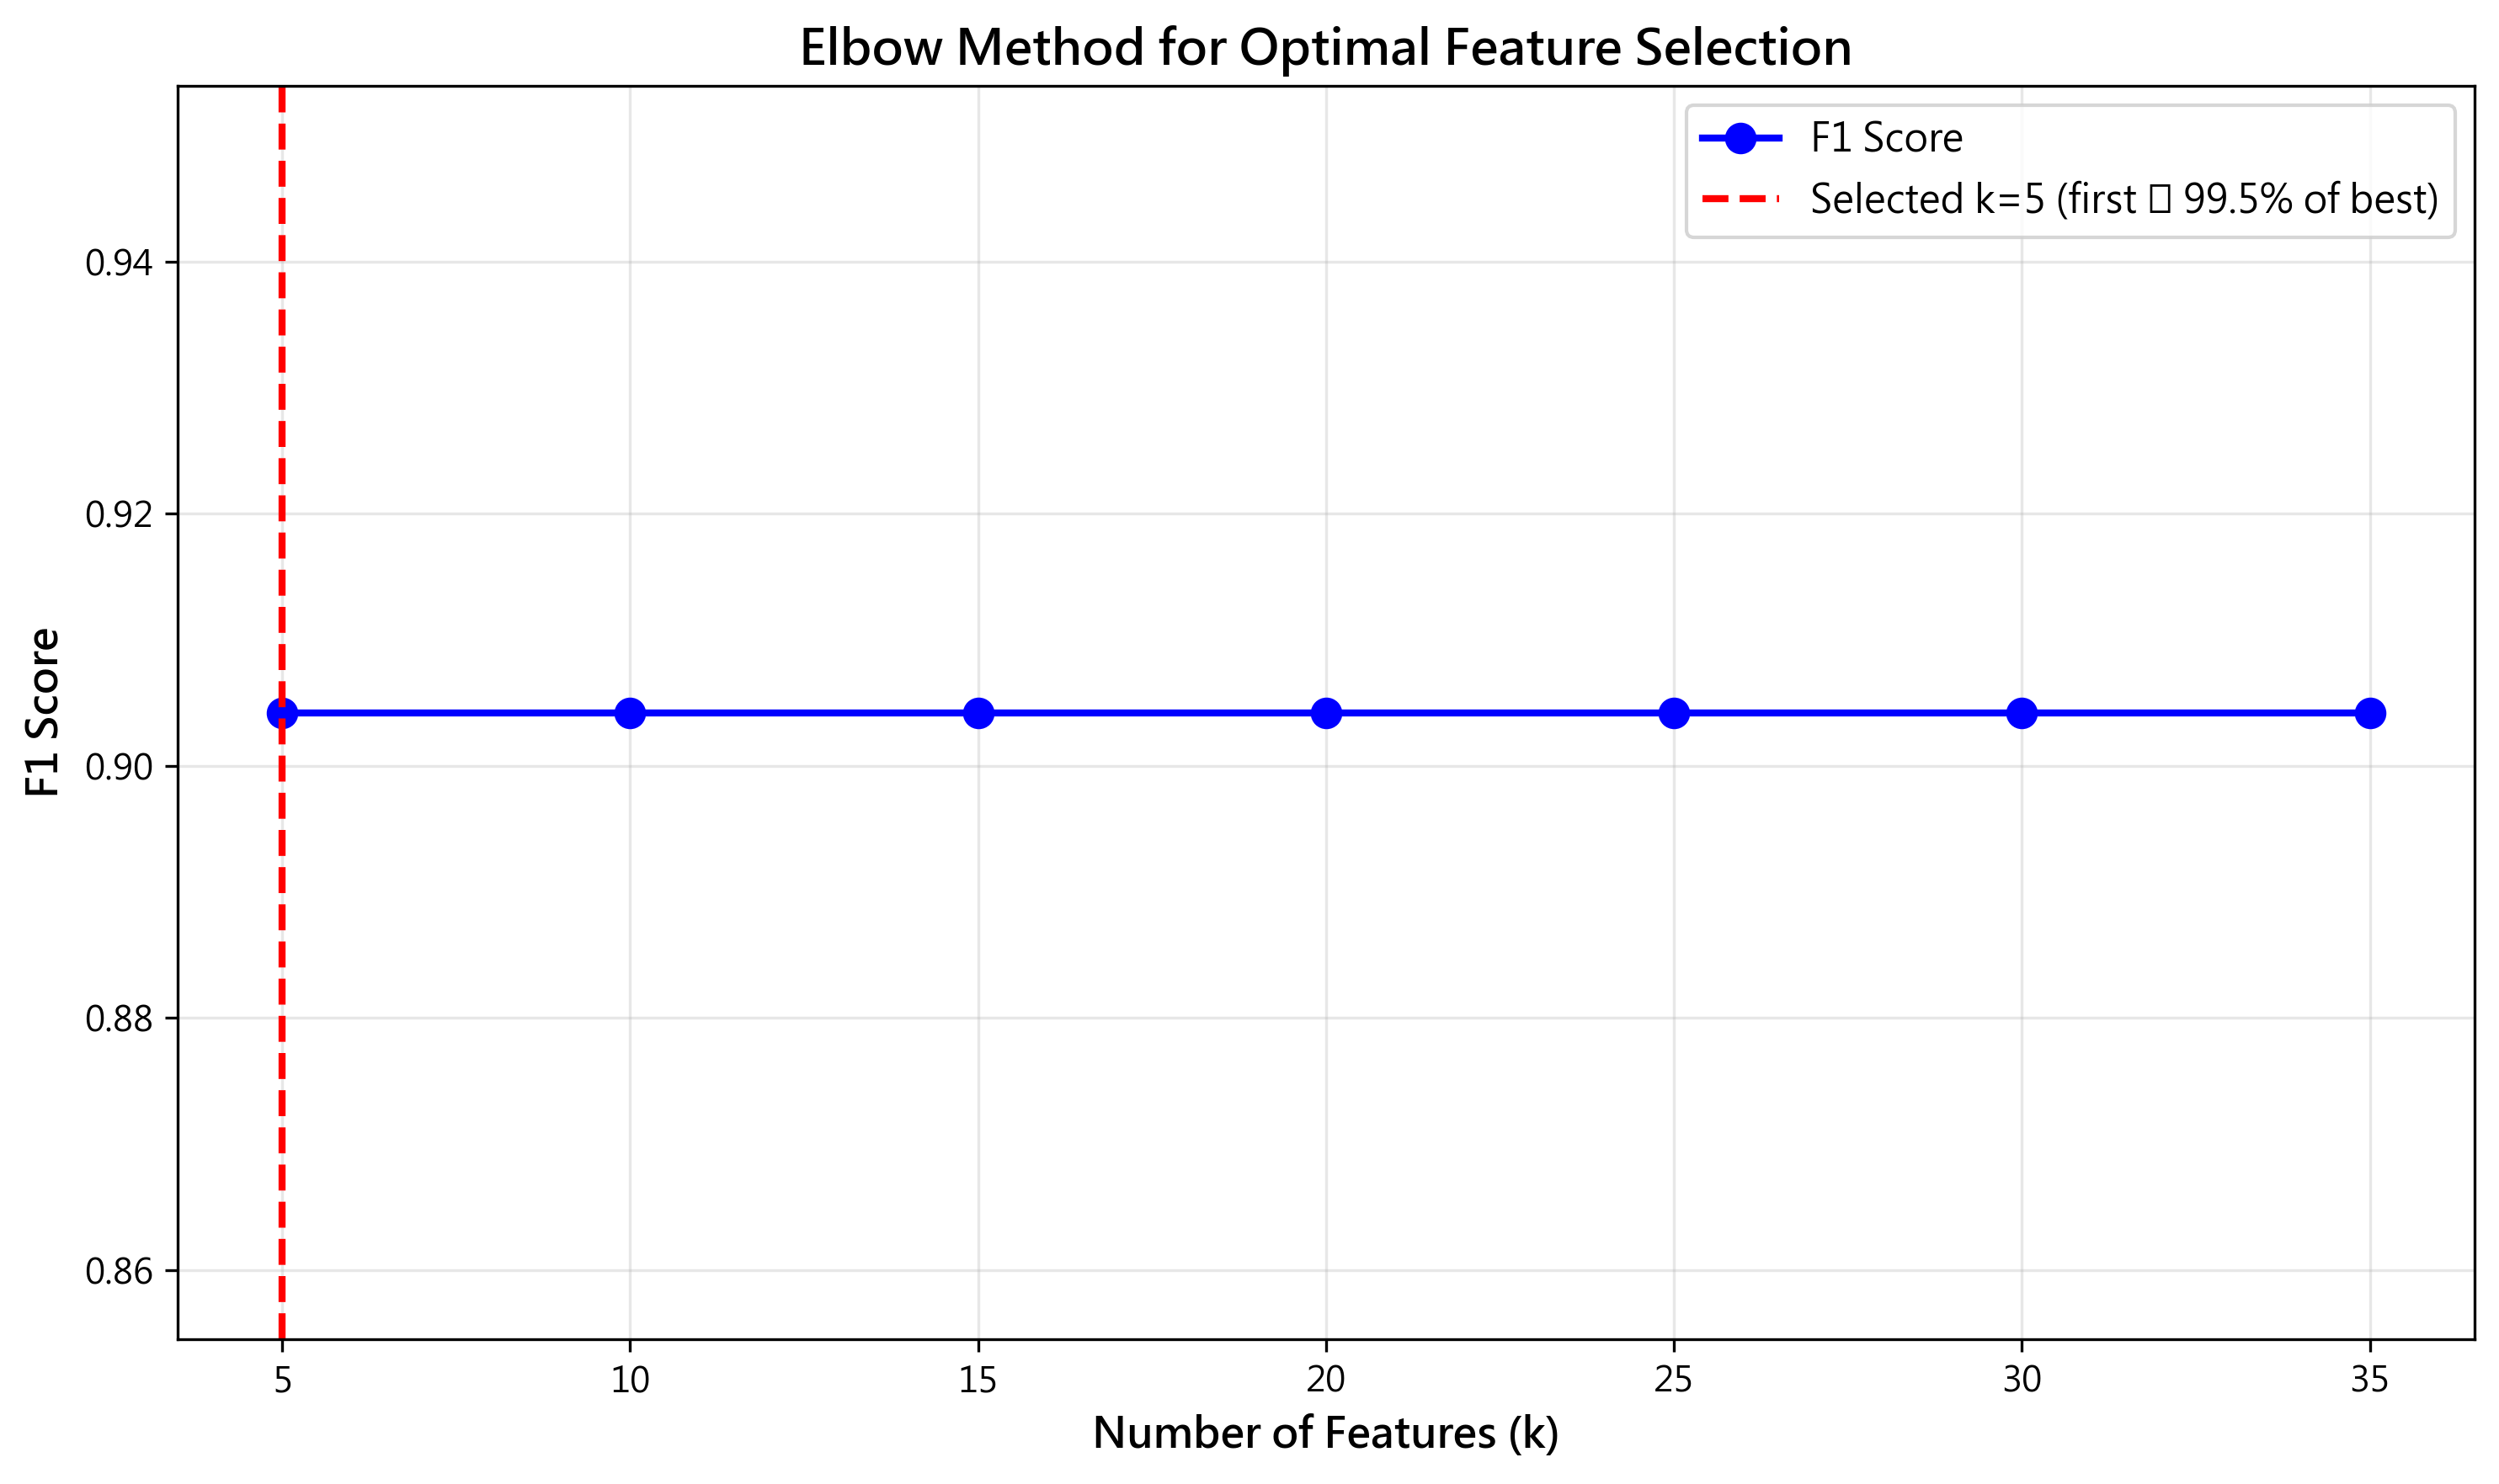 Elbow Method for Optimal Feature Selection
F1 Score
Selected k=5 (first □ 99.5% of best)
0.94
0.92
0.90
0.88
0.86
F1 Score
5 10 15 20 25 30 35
Number of Features (k)